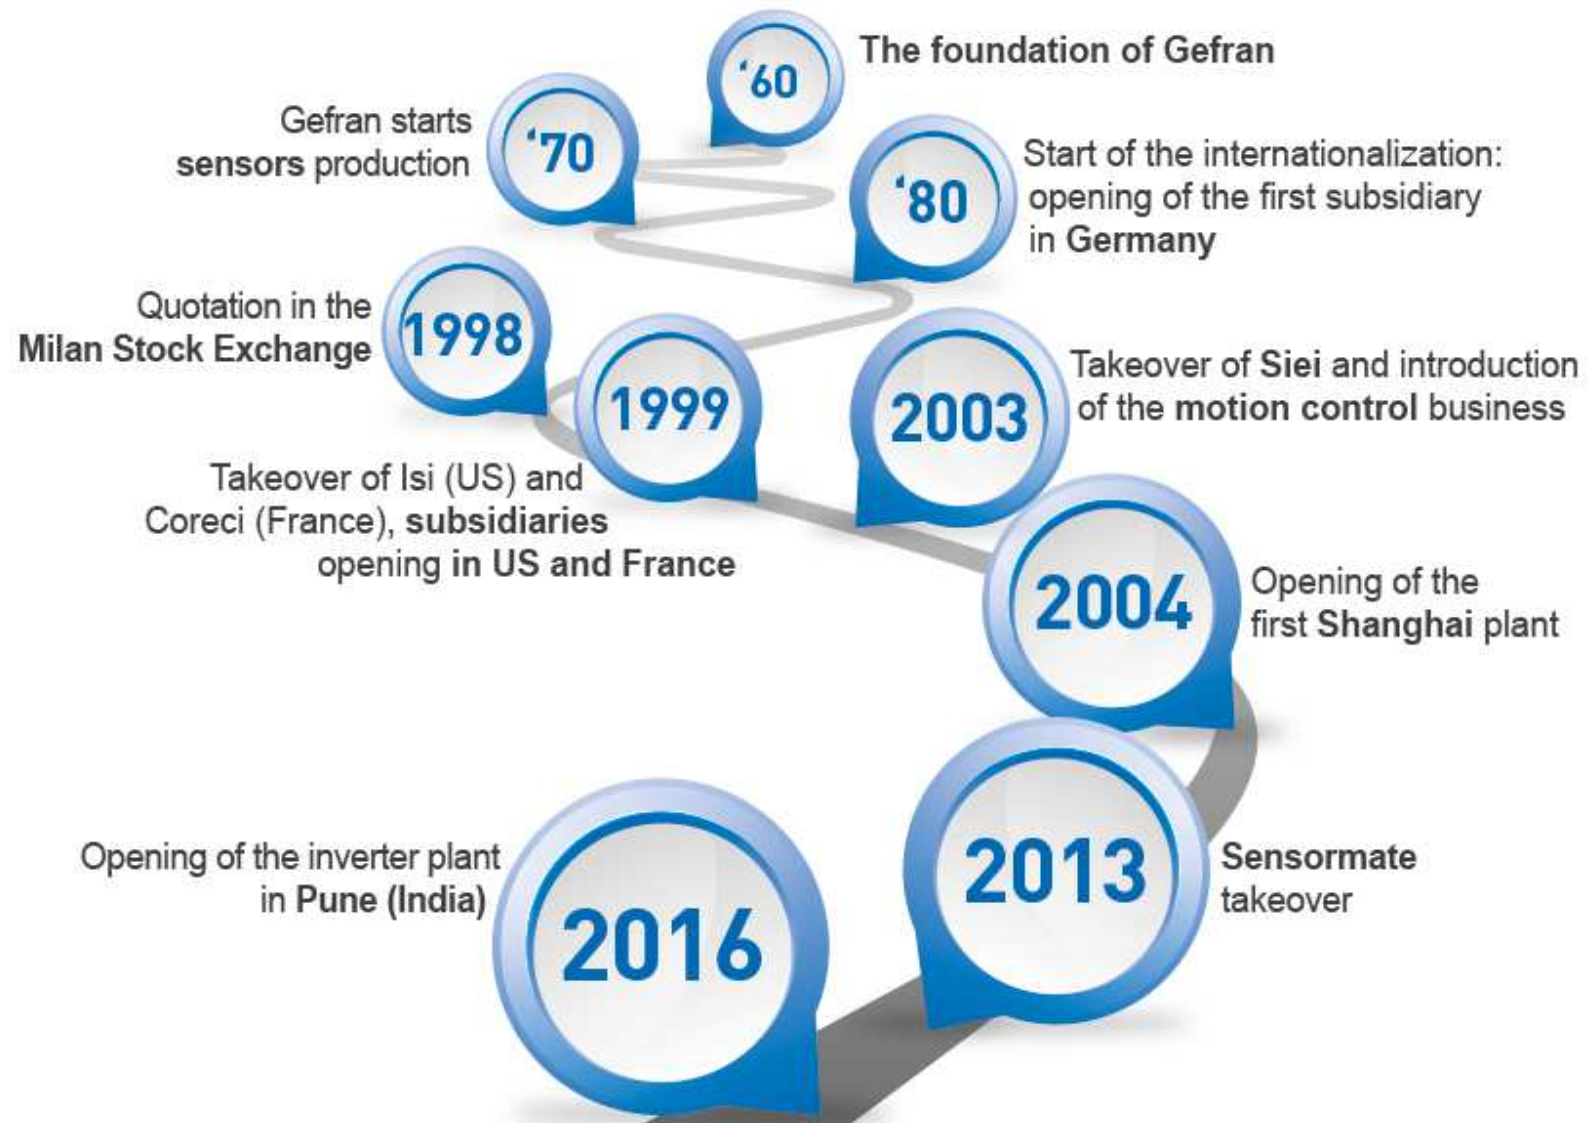 ‘60
The foundation of Gefran
‘70
Gefran starts
sensors production
‘80
Start of the internationalization:
opening of the first subsidiary
in Germany
1998
Quotation in the
Milan Stock Exchange
1999
Takeover of Isi (US) and
Coreci (France), subsidiaries
opening in US and France
2003
Takeover of Siei and introduction
of the motion control business
2004
Opening of the
first Shanghai plant
2013
Sensormate
takeover
2016
Opening of the inverter plant
in Pune (India)